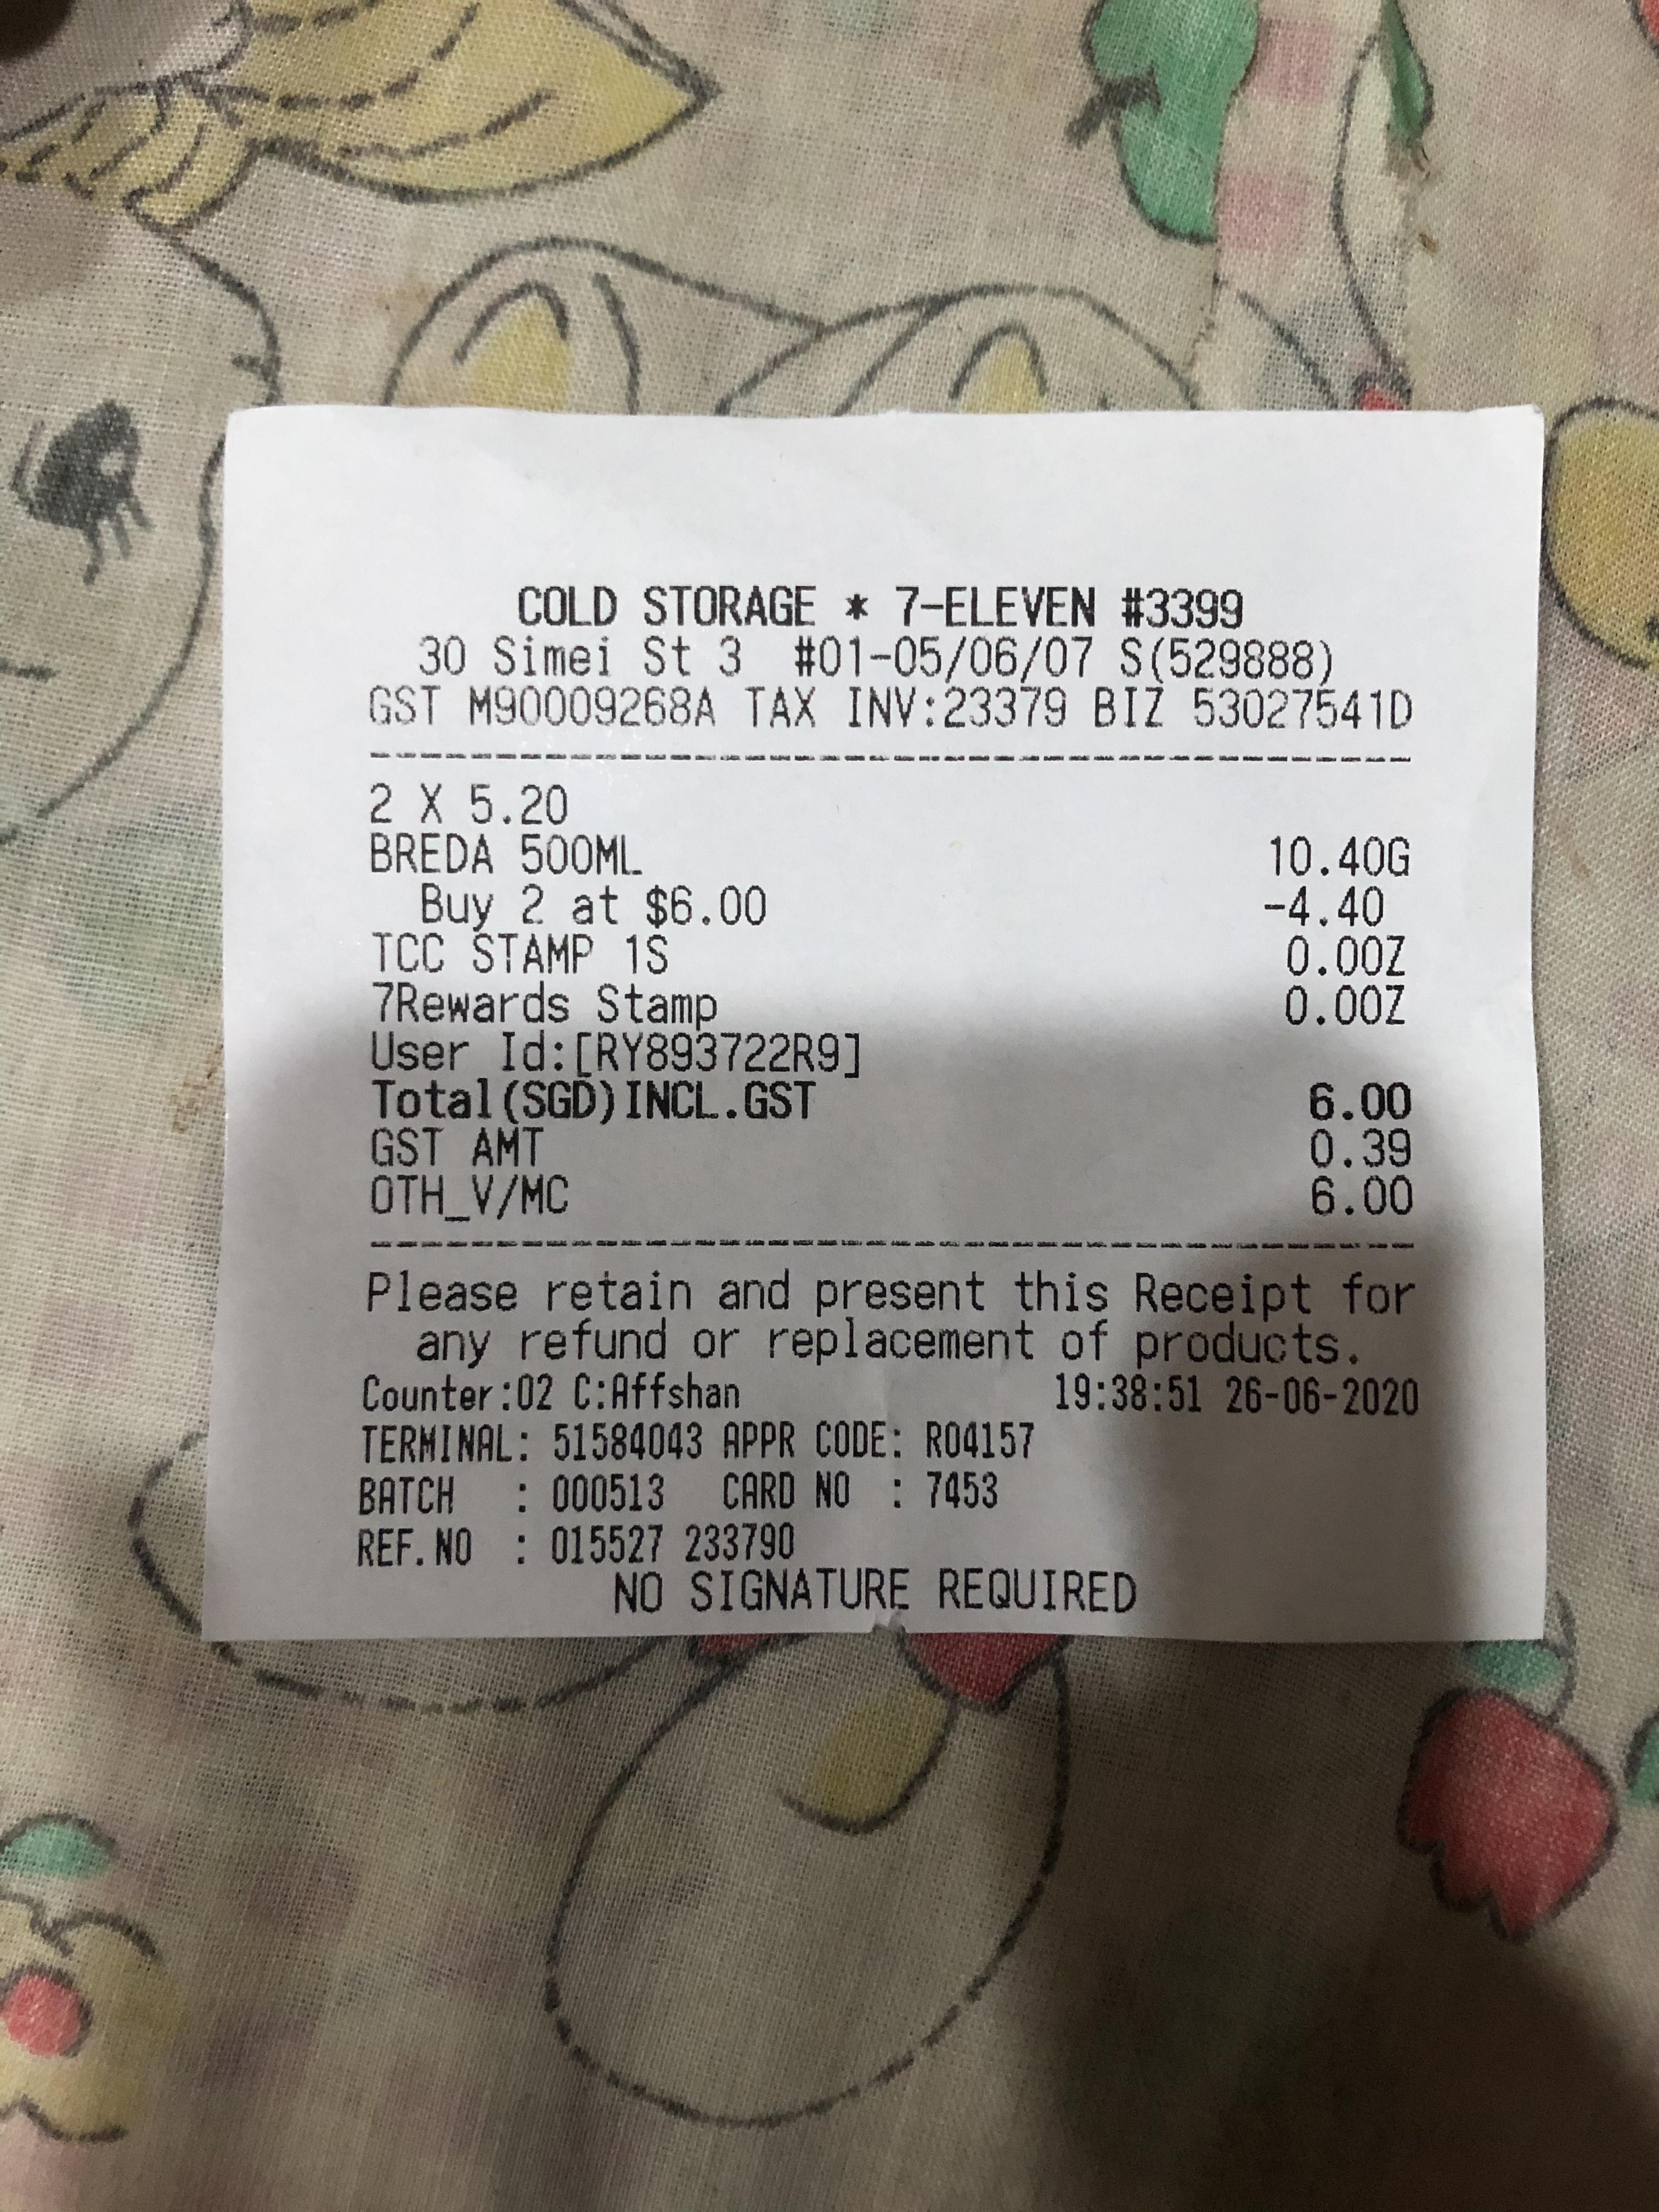 COLD STORAGE * 7-ELEVEN #3399
30 Simei St 3 #01-05/06/07 S(529888)
GST M90009268A TAX INV:23379 BIZ 53027541D
2 X 5.20
BREDA 500ML 10.40G
Buy 2 at $6.00 -4.40
TCC STAMP 1S 0.00Z
7Rewards Stamp 0.00Z
User Id:[RY893722R9]
Total(SGD)INCL.GST 6.00
GST AMT 0.39
OTH_V/MC 6.00
Please retain and present this Receipt for
any refund or replacement of products.
Counter:02 C:Affshan 19:38:51 26-06-2020
TERMINAL: 51584043 APPR CODE: R04157
BATCH : 000513 CARD NO : 7453
REF.NO : 015527 233790
NO SIGNATURE REQUIRED